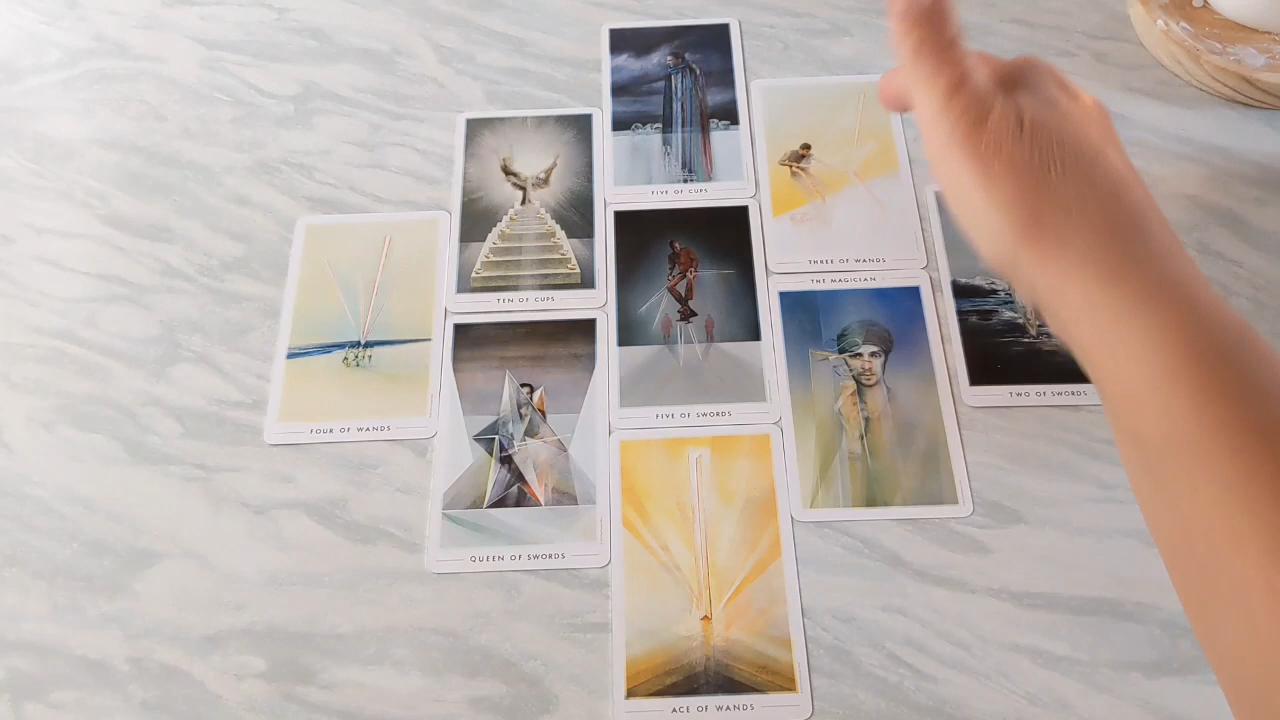 FIVE OF CUPS
TEN OF CUPS
THREE OF WANDS
THE MAGICIAN
FOUR OF WANDS
FIVE OF SWORDS
TWO OF SWORDS
QUEEN OF SWORDS
ACE OF WANDS